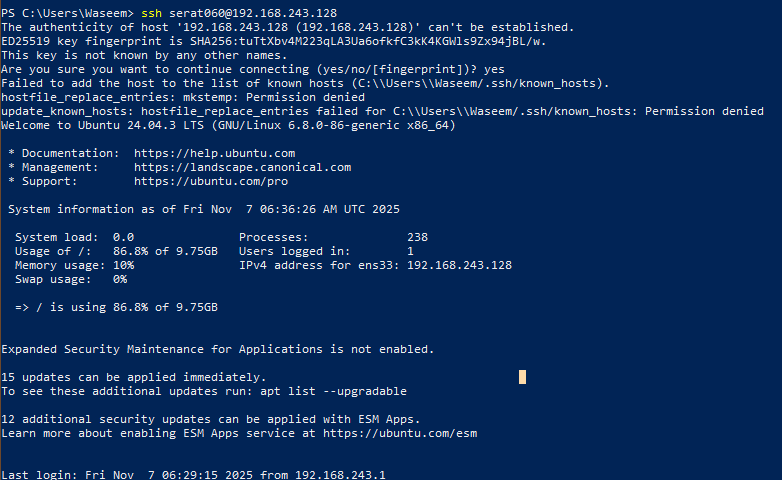 PS C:\Users\Waseem> ssh serat060@192.168.243.128
The authenticity of host '192.168.243.128 (192.168.243.128)' can't be established.
ED25519 key fingerprint is SHA256:tuTtXbv4M223qLA3Ua6ofkfC3kK4KGWls9Zx94jBL/w.
This key is not known by any other names.
Are you sure you want to continue connecting (yes/no/[fingerprint])? yes
Failed to add the host to the list of known hosts (C:\\Users\\Waseem/.ssh/known_hosts).
hostfile_replace_entries: mkstemp: Permission denied
update_known_hosts: hostfile_replace_entries failed for C:\\Users\\Waseem/.ssh/known_hosts: Permission denied
Welcome to Ubuntu 24.04.3 LTS (GNU/Linux 6.8.0-86-generic x86_64)

 * Documentation:  https://help.ubuntu.com
 * Management:     https://landscape.canonical.com
 * Support:        https://ubuntu.com/pro

 System information as of Fri Nov  7 06:36:26 AM UTC 2025

  System load:  0.0                Processes:              238
  Usage of /:   86.8% of 9.75GB    Users logged in:        1
  Memory usage: 10%                IPv4 address for ens33: 192.168.243.128
  Swap usage:   0%

  => / is using 86.8% of 9.75GB

Expanded Security Maintenance for Applications is not enabled.

15 updates can be applied immediately.
To see these additional updates run: apt list --upgradable

12 additional security updates can be applied with ESM Apps.
Learn more about enabling ESM Apps service at https://ubuntu.com/esm

Last login: Fri Nov  7 06:29:15 2025 from 192.168.243.1